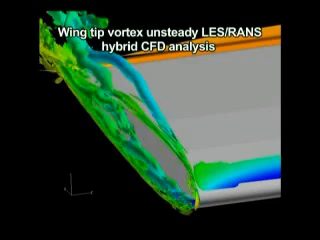 Wing tip vortex unsteady LES/RANS
hybrid CFD analysis